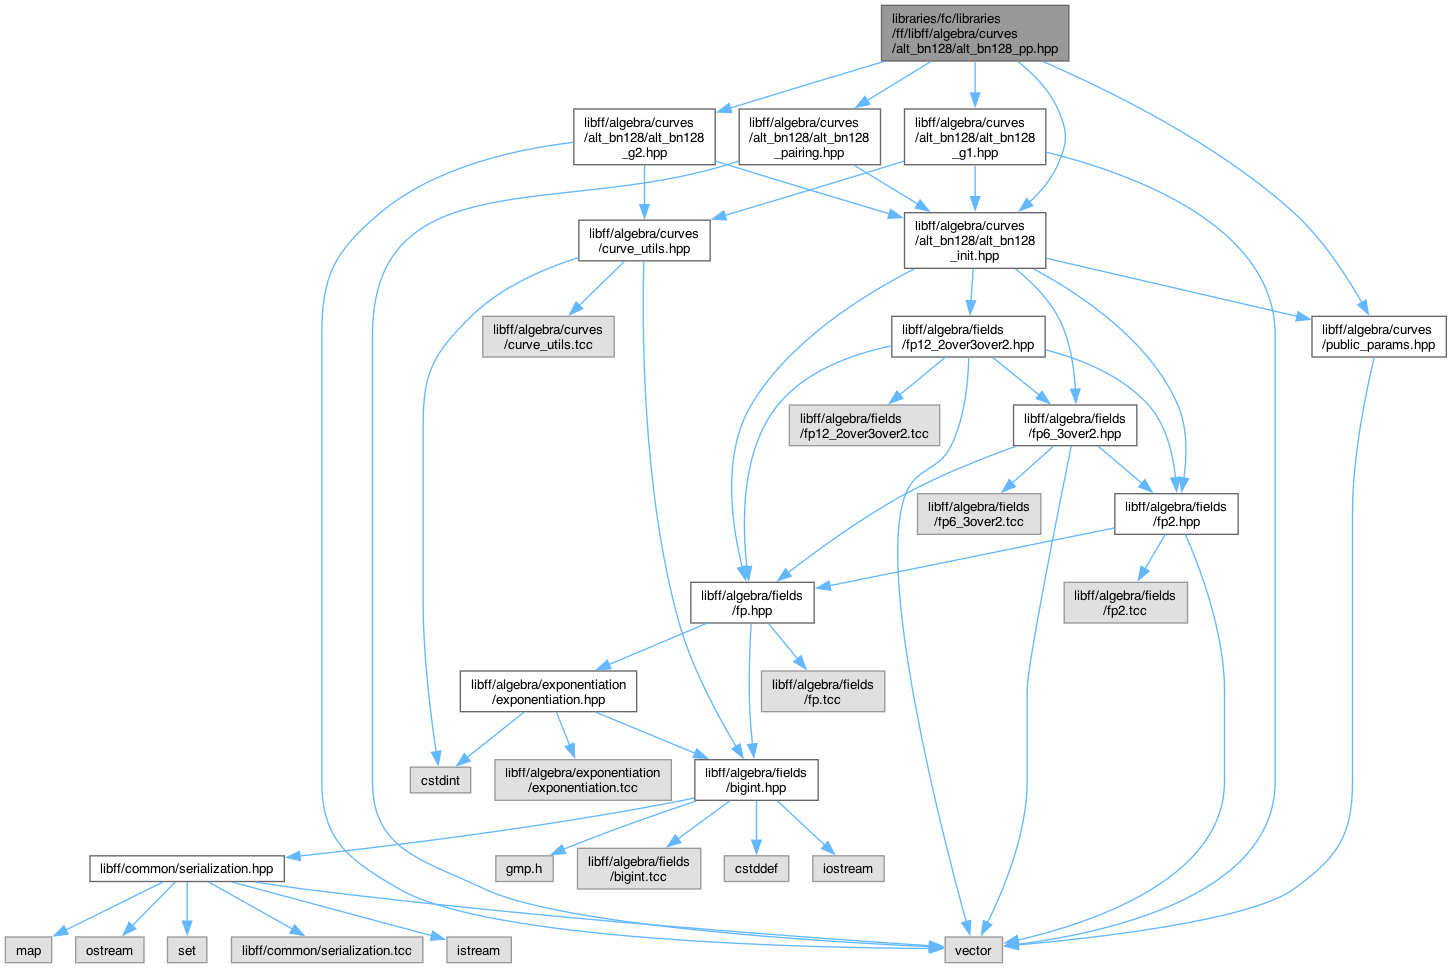 libraries/fc/libraries
/ff/libff/algebra/curves
/alt_bn128/alt_bn128_pp.hpp
libff/algebra/curves
/alt_bn128/alt_bn128
_g2.hpp
libff/algebra/curves
/alt_bn128/alt_bn128
_pairing.hpp
libff/algebra/curves
/alt_bn128/alt_bn128
_g1.hpp
libff/algebra/curves
/curve_utils.hpp
libff/algebra/curves
/alt_bn128/alt_bn128
_init.hpp
libff/algebra/curves
/curve_utils.tcc
libff/algebra/fields
/fp12_2over3over2.hpp
libff/algebra/curves
/public_params.hpp
libff/algebra/fields
/fp12_2over3over2.tcc
libff/algebra/fields
/fp6_3over2.hpp
libff/algebra/fields
/fp6_3over2.tcc
libff/algebra/fields
/fp2.hpp
libff/algebra/fields
/fp.hpp
libff/algebra/fields
/fp2.tcc
libff/algebra/exponentiation
/exponentiation.hpp
libff/algebra/fields
/fp.tcc
cstdint
libff/algebra/exponentiation
/exponentiation.tcc
libff/algebra/fields
/bigint.hpp
libff/common/serialization.hpp
gmp.h
libff/algebra/fields
/bigint.tcc
cstddef
iostream
map
ostream
set
libff/common/serialization.tcc
istream
vector